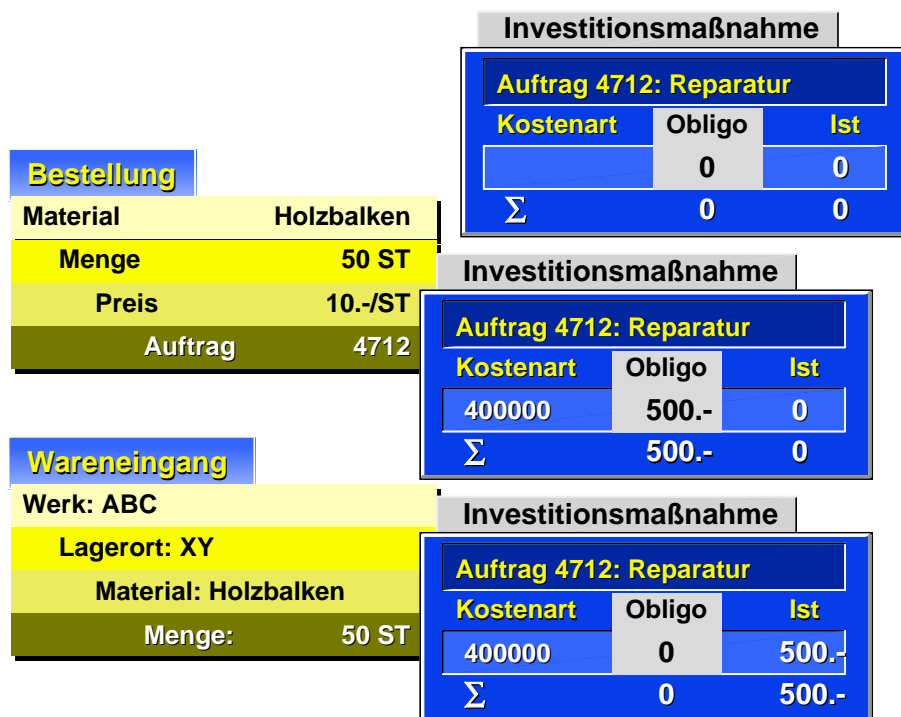 Investitionsmaßnahme
Auftrag 4712: Reparatur
Kostenart Obligo Ist
0 0
Σ 0 0
Bestellung
Material Holzbalken
Menge 50 ST
Preis 10.-/ST
Auftrag 4712
Investitionsmaßnahme
Auftrag 4712: Reparatur
Kostenart Obligo Ist
400000 500.- 0
Σ 500.- 0
Wareneingang
Werk: ABC
Lagerort: XY
Material: Holzbalken
Menge: 50 ST
Investitionsmaßnahme
Auftrag 4712: Reparatur
Kostenart Obligo Ist
400000 0 500.-
Σ 0 500.-